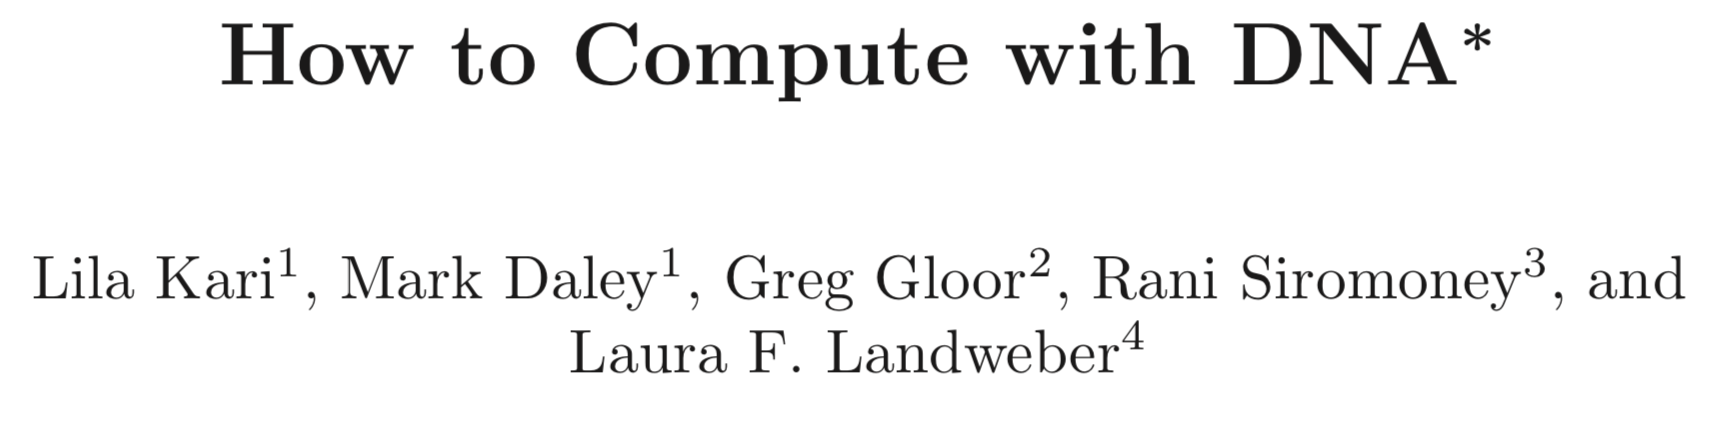 How to Compute with DNA*
Lila Kari¹, Mark Daley¹, Greg Gloor², Rani Siromoney³, and
Laura F. Landweber⁴